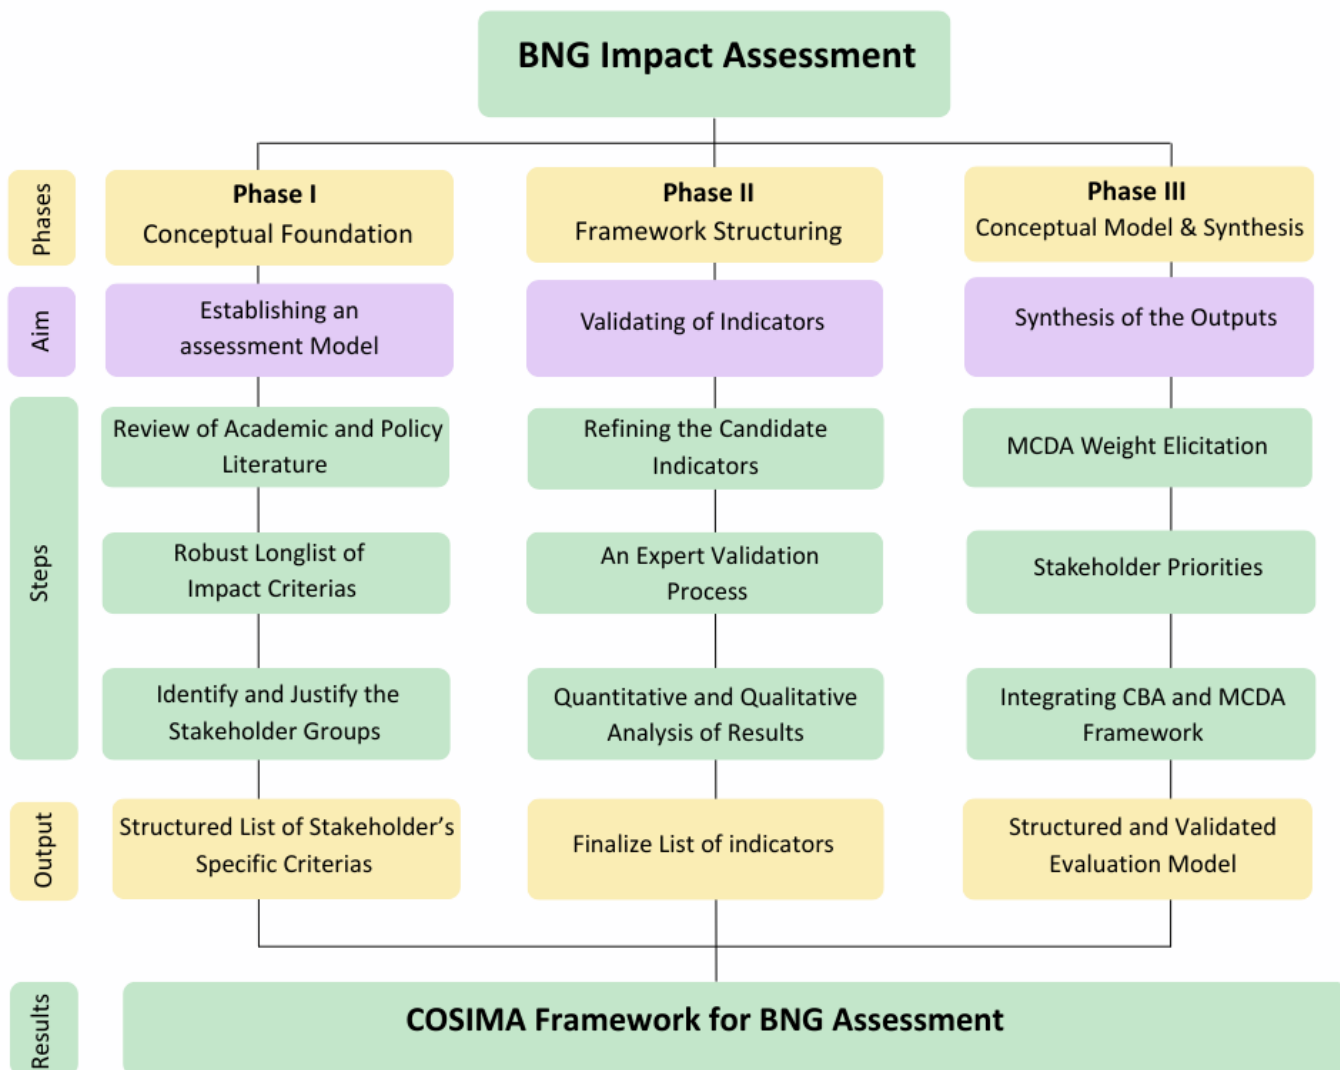 BNG Impact Assessment
Phases
Phase I
Conceptual Foundation
Phase II
Framework Structuring
Phase III
Conceptual Model & Synthesis
Aim
Establishing an
assessment Model
Validating of Indicators
Synthesis of the Outputs
Steps
Review of Academic and Policy
Literature
Refining the Candidate
Indicators
MCDA Weight Elicitation
Robust Longlist of
Impact Criterias
An Expert Validation
Process
Stakeholder Priorities
Identify and Justify the
Stakeholder Groups
Quantitative and Qualitative
Analysis of Results
Integrating CBA and MCDA
Framework
Output
Structured List of Stakeholder’s
Specific Criterias
Finalize List of indicators
Structured and Validated
Evaluation Model
Results
COSIMA Framework for BNG Assessment